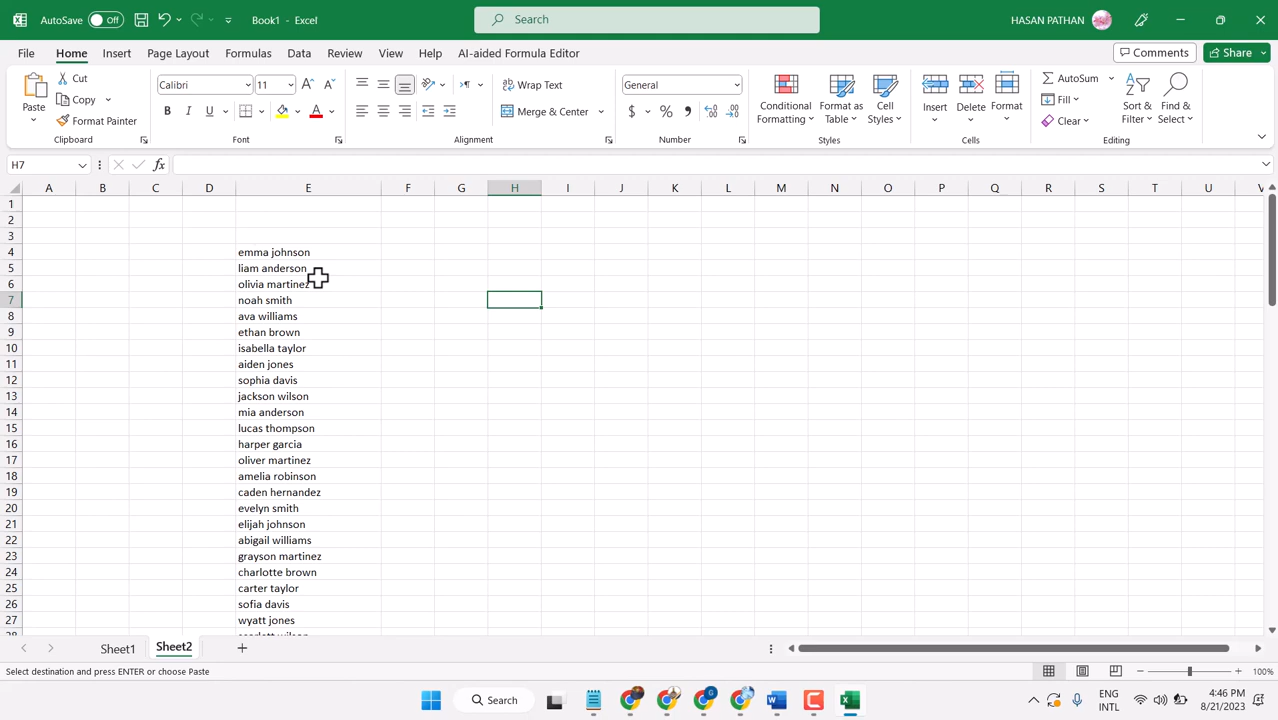 AutoSave Off Book1 - Excel Search HASAN PATHAN
File Home Insert Page Layout Formulas Data Review View Help AI-aided Formula Editor Comments Share
Paste Cut Copy Format Painter Clipboard
Calibri 11 B I U A Font
Wrap Text Merge & Center Alignment
General $ % Number
Conditional Formatting Format as Table Cell Styles Styles
Insert Delete Format Cells
AutoSum Fill Clear Sort & Filter Find & Select Editing
H7 fx
A B C D E F G H I J K L M N O P Q R S T U V
1
2
3
4 emma johnson
5 liam anderson
6 olivia martinez
7 noah smith
8 ava williams
9 ethan brown
10 isabella taylor
11 aiden jones
12 sophia davis
13 jackson wilson
14 mia anderson
15 lucas thompson
16 harper garcia
17 oliver martinez
18 amelia robinson
19 caden hernandez
20 evelyn smith
21 elijah johnson
22 abigail williams
23 grayson martinez
24 charlotte brown
25 carter taylor
26 sofia davis
27 wyatt jones
28 scarlett wilson
Sheet1 Sheet2
Select destination and press ENTER or choose Paste 100%
Search ENG INTL 4:46 PM 8/21/2023